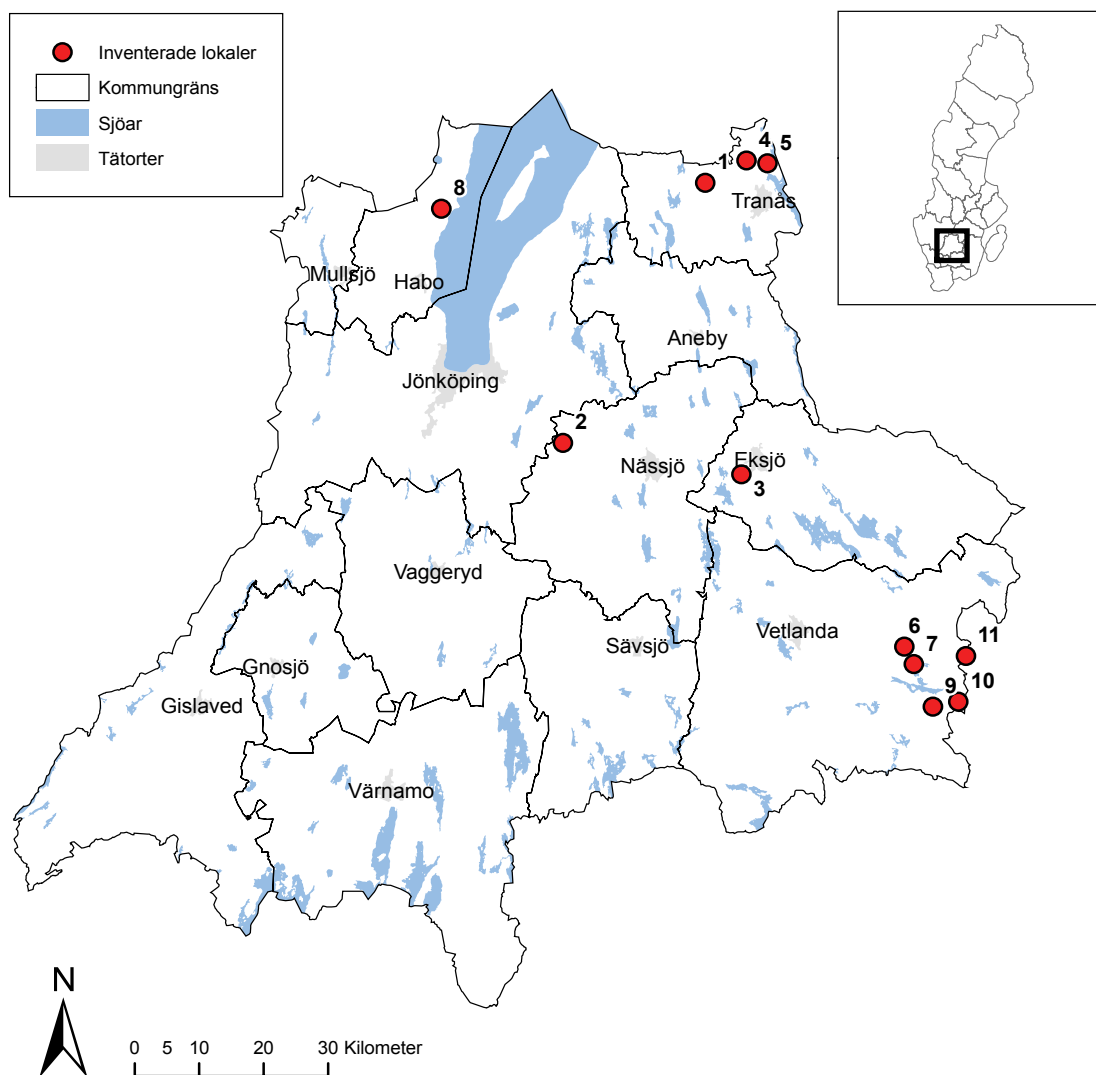 Inventerade lokaler
Kommungräns
Sjöar
Tätorter
4 5
1
Tranås
8
Mullsjö
Habo
Aneby
Jönköping
2
Nässjö
Eksjö
3
Vaggeryd
Vetlanda
6
11
Sävsjö
7
Gnosjö
10
9
Gislaved
Värnamo
N
0 5 10 20 30 Kilometer